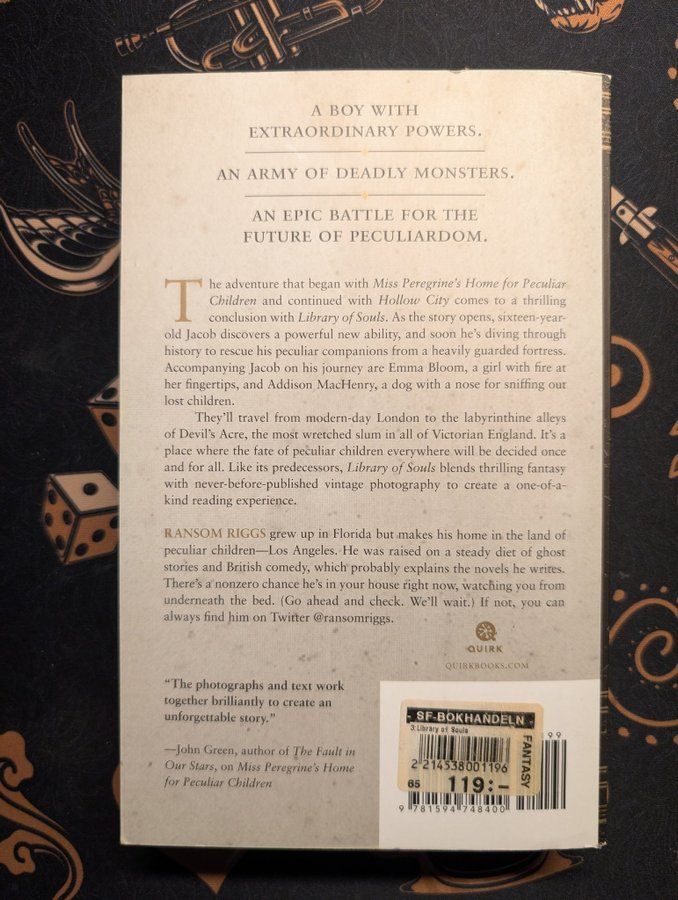 A BOY WITH
EXTRAORDINARY POWERS.
AN ARMY OF DEADLY MONSTERS.
AN EPIC BATTLE FOR THE
FUTURE OF PECULIARDOM.
The adventure that began with Miss Peregrine's Home for Peculiar
Children and continued with Hollow City comes to a thrilling
conclusion with Library of Souls. As the story opens, sixteen-year-
old Jacob discovers a powerful new ability, and soon he's diving through
history to rescue his peculiar companions from a heavily guarded fortress.
Accompanying Jacob on his journey are Emma Bloom, a girl with fire at
her fingertips, and Addison MacHenry, a dog with a nose for sniffing out
lost children.
They'll travel from modern-day London to the labyrinthine alleys
of Devil's Acre, the most wretched slum in all of Victorian England. It's a
place where the fate of peculiar children everywhere will be decided once
and for all. Like its predecessors, Library of Souls blends thrilling fantasy
with never-before-published vintage photography to create a one-of-a-
kind reading experience.
RANSOM RIGGS grew up in Florida but makes his home in the land of
peculiar children—Los Angeles. He was raised on a steady diet of ghost
stories and British comedy, which probably explains the novels he writes.
There's a nonzero chance he's in your house right now, watching you from
underneath the bed. (Go ahead and check. We'll wait.) If not, you can
always find him on Twitter @ransomriggs.
QUIRK
QUIRKBOOKS.COM
"The photographs and text work
together brilliantly to create an
unforgettable story."
—John Green, author of The Fault in
Our Stars, on Miss Peregrine's Home
for Peculiar Children
SF-BOKHANDELN
3:Library of Souls
FANTASY
2 214538 001196
65 119:-
99
9 781594 748400